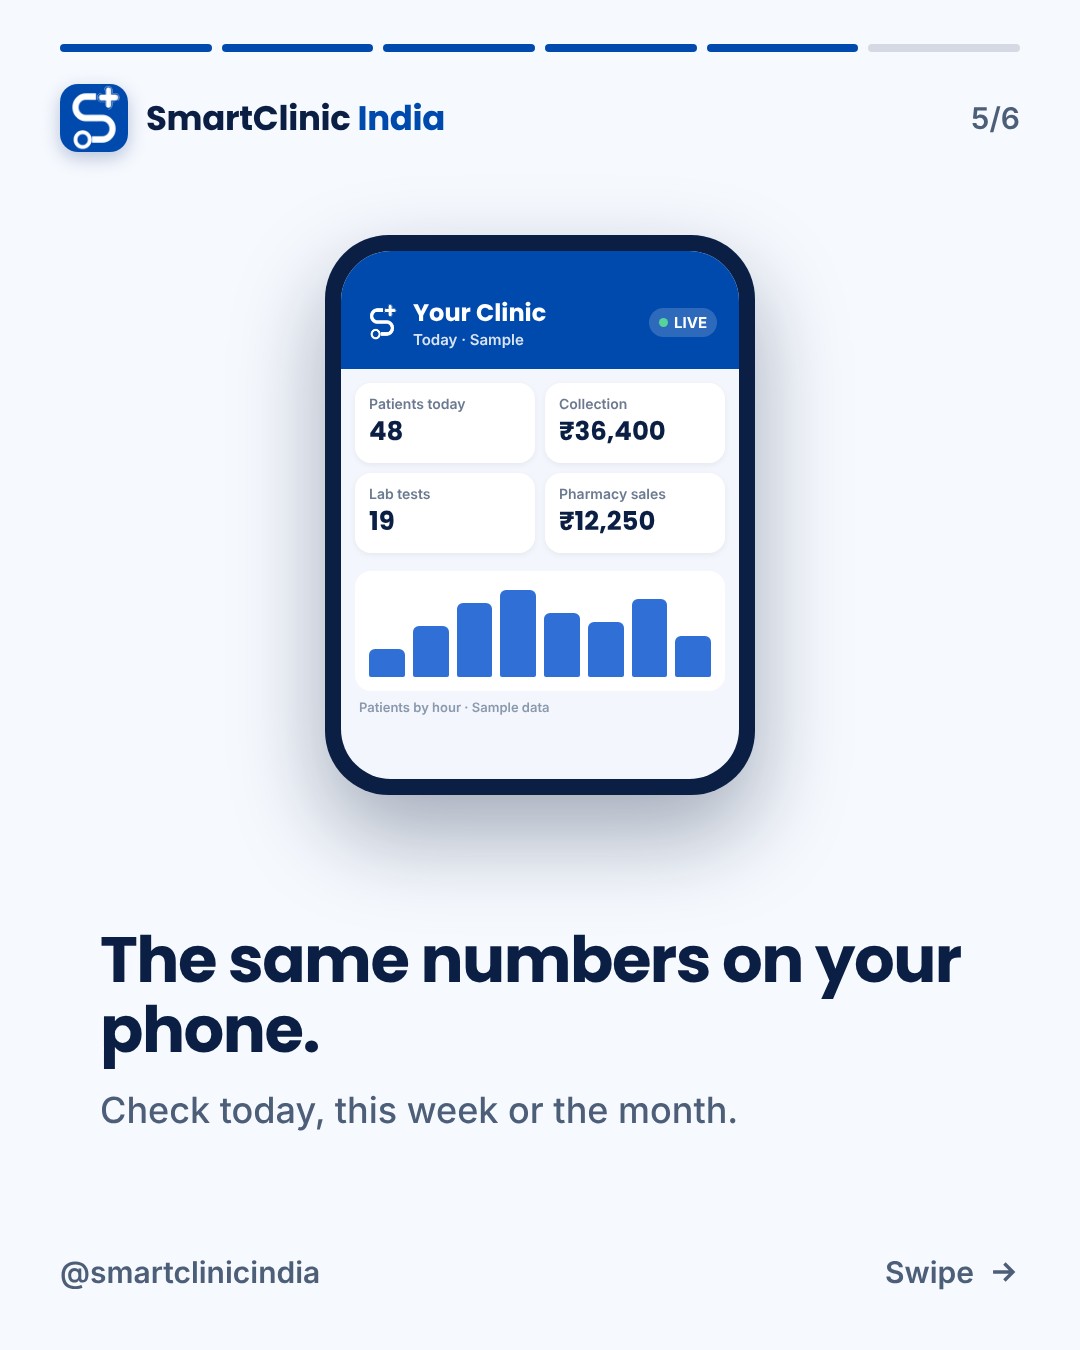 SmartClinic India
5/6
Your Clinic
Today · Sample
LIVE
Patients today
48
Collection
₹36,400
Lab tests
19
Pharmacy sales
₹12,250
Patients by hour · Sample data
The same numbers on your
phone.
Check today, this week or the month.
@smartclinicindia
Swipe →